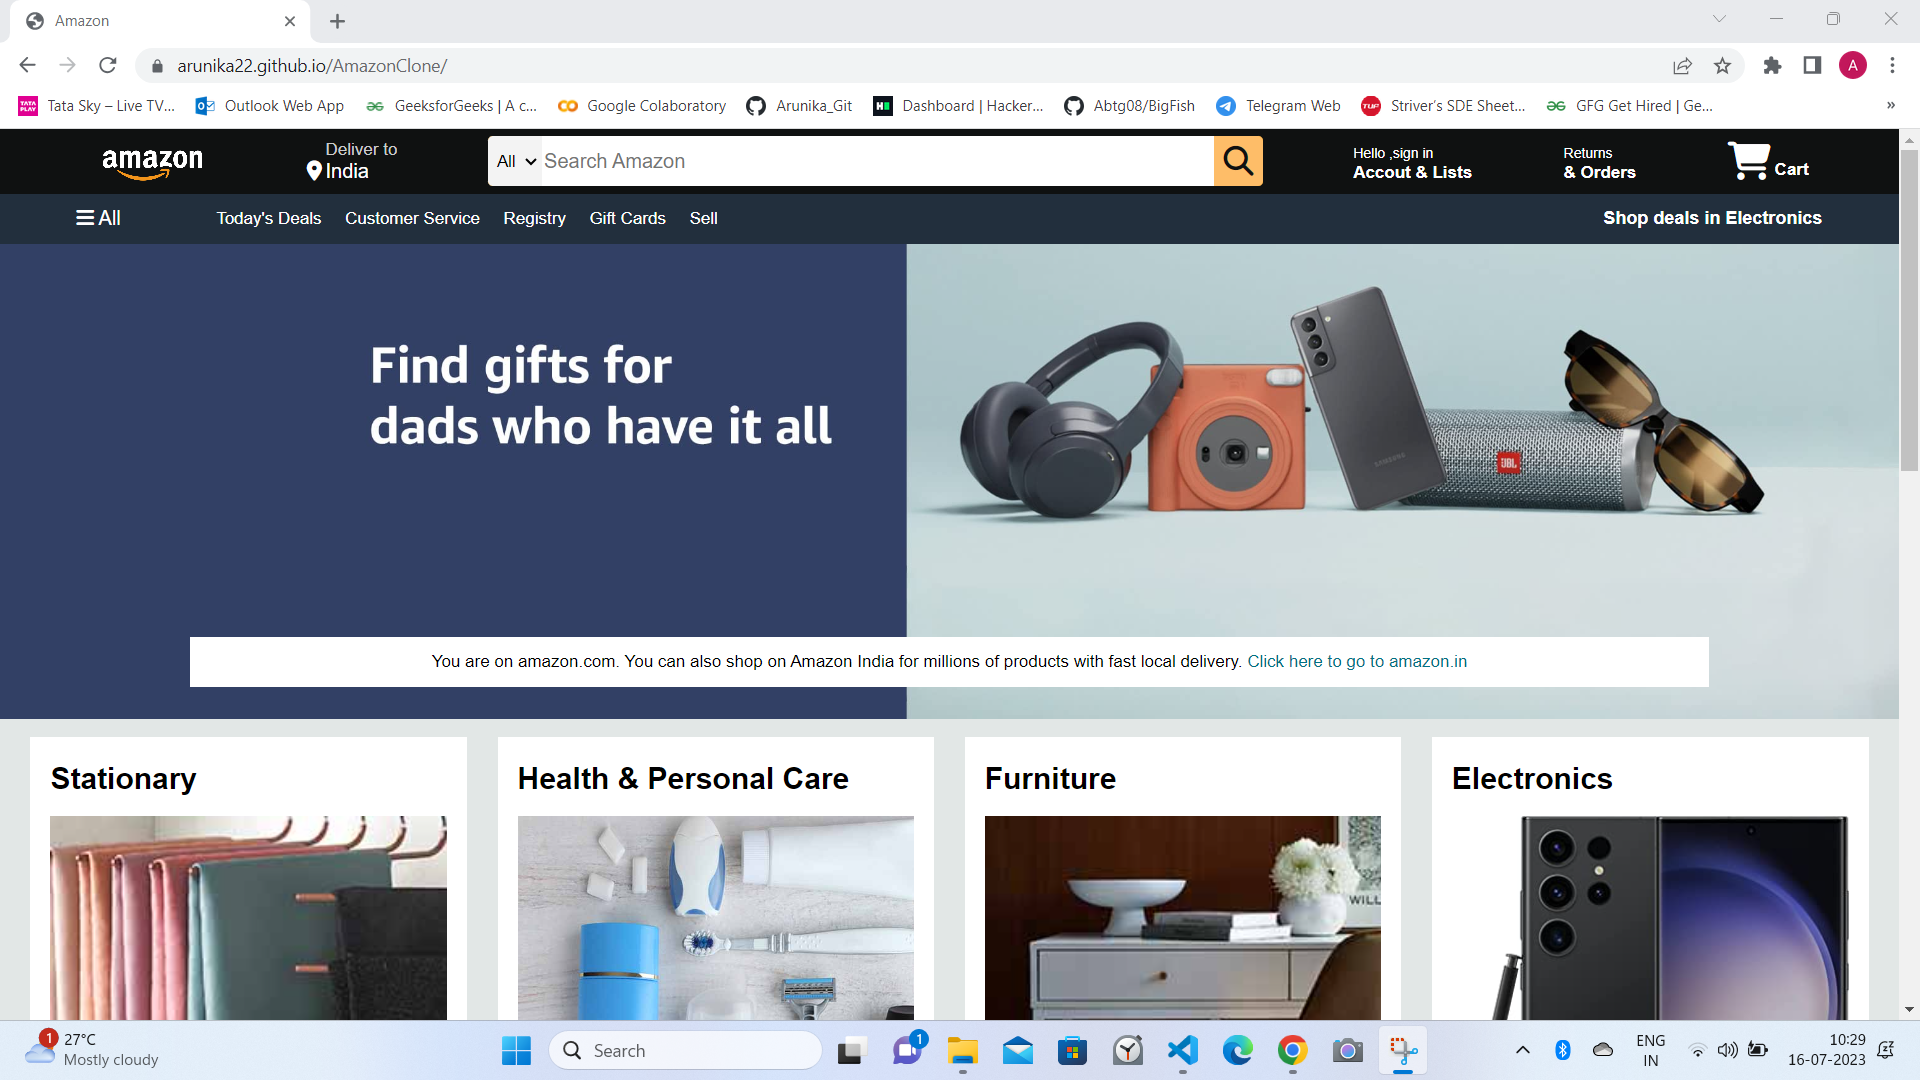 Amazon
arunika22.github.io/AmazonClone/
A
TATA PLAY Tata Sky – Live TV...
Outlook Web App
GeeksforGeeks | A c...
Google Colaboratory
Arunika_Git
Dashboard | Hacker...
Abtg08/BigFish
Telegram Web
TUF Striver's SDE Sheet...
GFG Get Hired | Ge...
»
amazon
Deliver to
India
All
Search Amazon
Hello ,sign in
Accout & Lists
Returns
& Orders
Cart
All
Today's Deals
Customer Service
Registry
Gift Cards
Sell
Shop deals in Electronics
Find gifts for
dads who have it all
SAMSUNG
JBL
You are on amazon.com. You can also shop on Amazon India for millions of products with fast local delivery. Click here to go to amazon.in
Stationary
Health & Personal Care
Furniture
Electronics
WILL
1
27°C
Mostly cloudy
Search
1
ENG
IN
10:29
16-07-2023